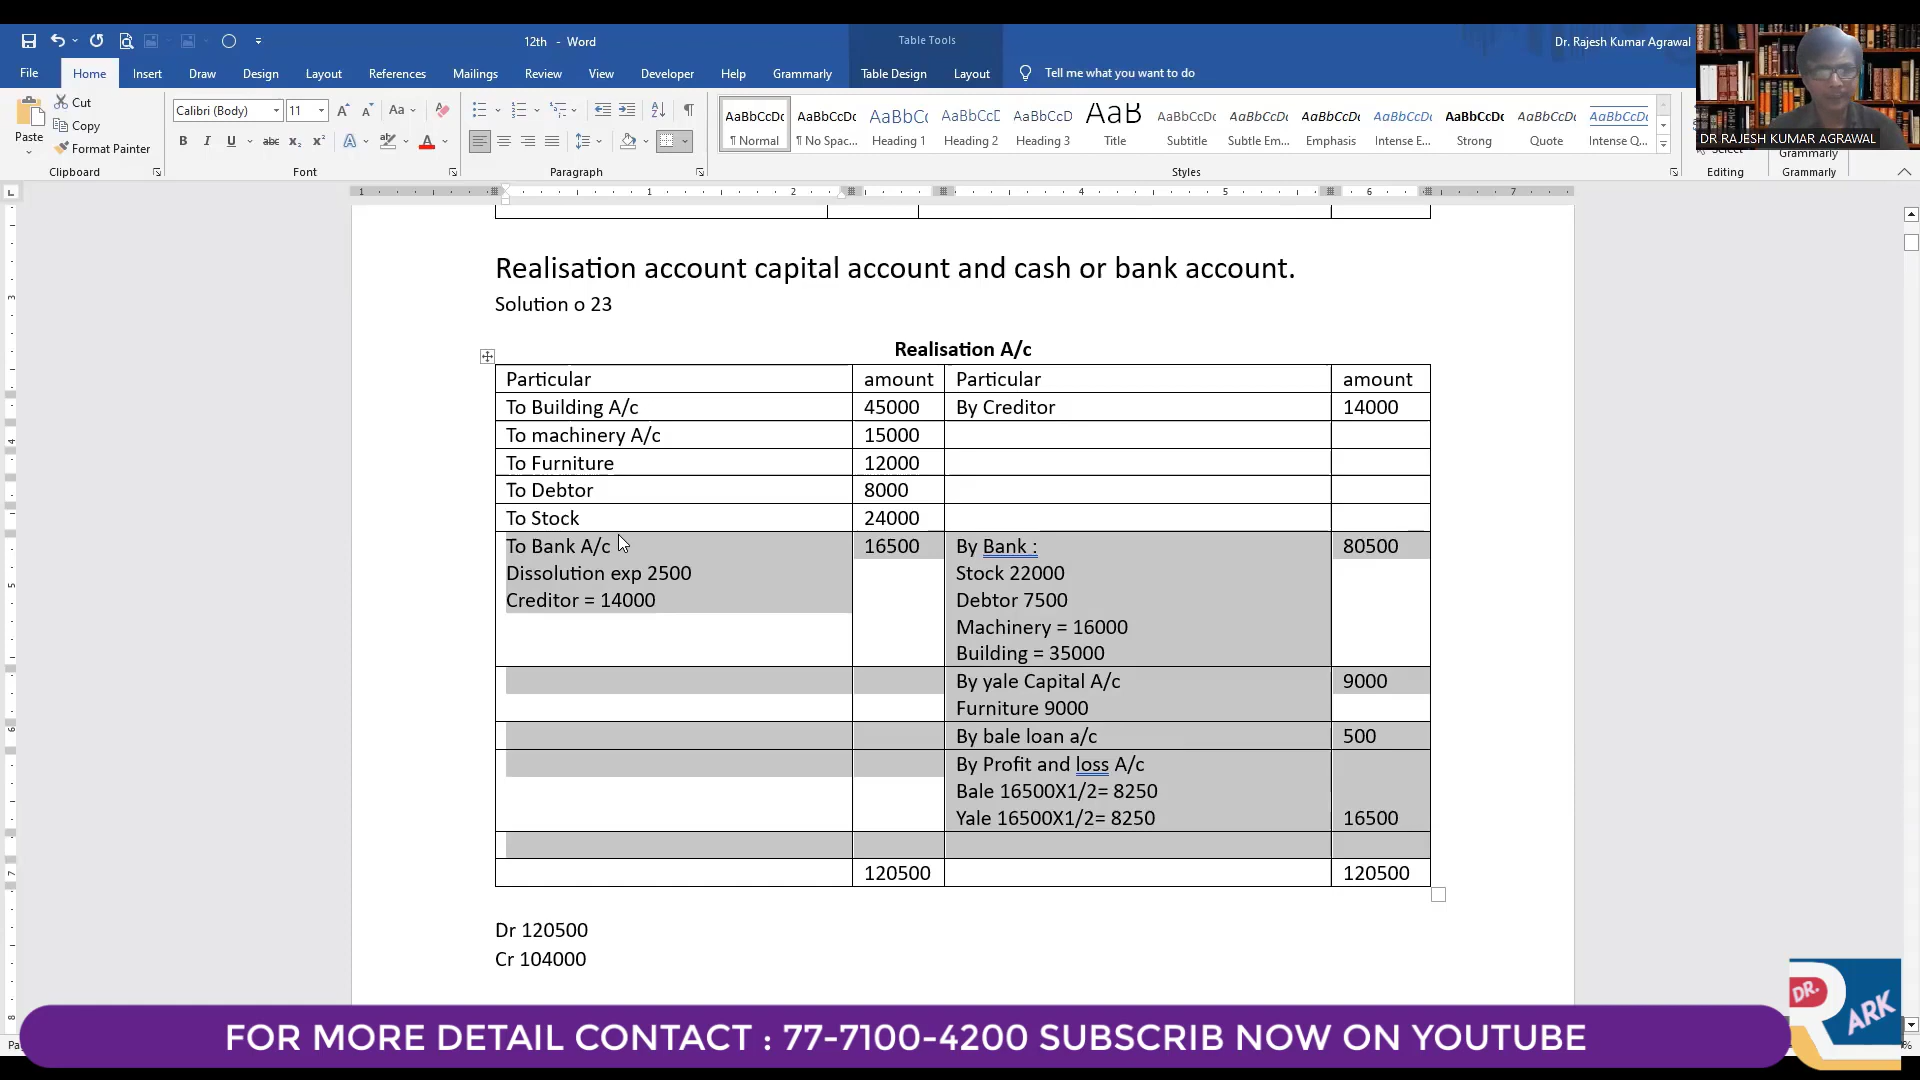 12th - Word
Table Tools
Dr. Rajesh Kumar Agrawal
File Home Insert Draw Design Layout References Mailings Review View Developer Help Grammarly Table Design Layout Tell me what you want to do
Paste
Cut
Copy
Format Painter
Calibri (Body) 11
AaBbCcDc AaBbCcDc AaBbC AaBbCcD AaBbCcD AaB AaBbCcD AaBbCcDc AaBbCcDc AaBbCcDc AaBbCcDc AaBbCcDc AaBbCcDc
¶ Normal ¶ No Spac... Heading 1 Heading 2 Heading 3 Title Subtitle Subtle Em... Emphasis Intense E... Strong Quote Intense Q...
DR RAJESH KUMAR AGRAWAL
Select
Grammarly
Clipboard Font Paragraph Styles Editing Grammarly
Realisation account capital account and cash or bank account.
Solution o 23
Realisation A/c
Particular amount Particular amount
To Building A/c 45000 By Creditor 14000
To machinery A/c 15000
To Furniture 12000
To Debtor 8000
To Stock 24000
To Bank A/c 16500 By Bank : 80500
Dissolution exp 2500 Stock 22000
Creditor = 14000 Debtor 7500
Machinery = 16000
Building = 35000
By yale Capital A/c 9000
Furniture 9000
By bale loan a/c 500
By Profit and loss A/c
Bale 16500X1/2= 8250
Yale 16500X1/2= 8250 16500
120500 120500
Dr 120500
Cr 104000
FOR MORE DETAIL CONTACT : 77-7100-4200 SUBSCRIB NOW ON YOUTUBE
DR.
R
ARK